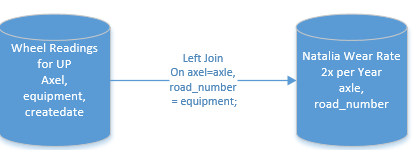 Wheel Readings
for UP
Axel,
equipment,
createdate
Left Join
On axel=axle,
road_number
= equipment;
Natalia Wear Rate
2x per Year
axle,
road_number